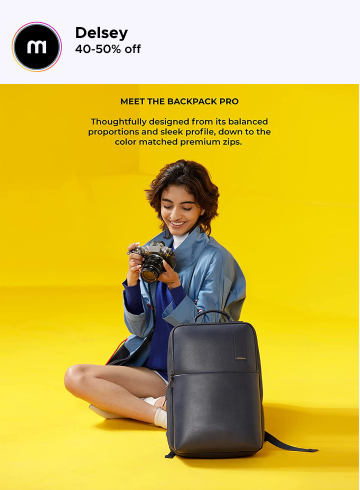 m
Delsey
40-50% off
MEET THE BACKPACK PRO
Thoughtfully designed from its balanced
proportions and sleek profile, down to the
color matched premium zips.